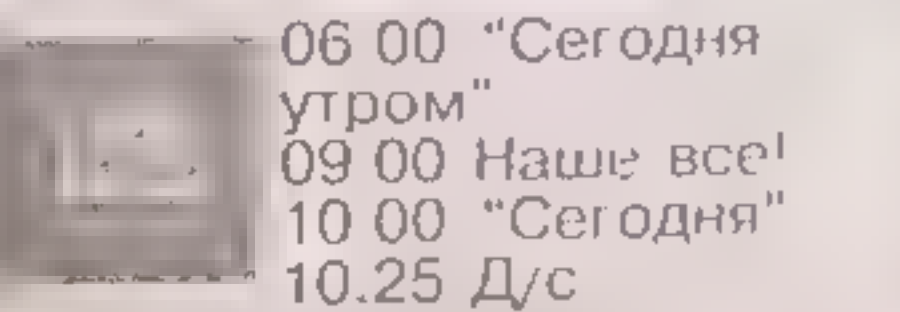 06 00 "Сегодня
утром"
09 00 Наше все!
10 00 "Сегодня"
10.25 Д/с